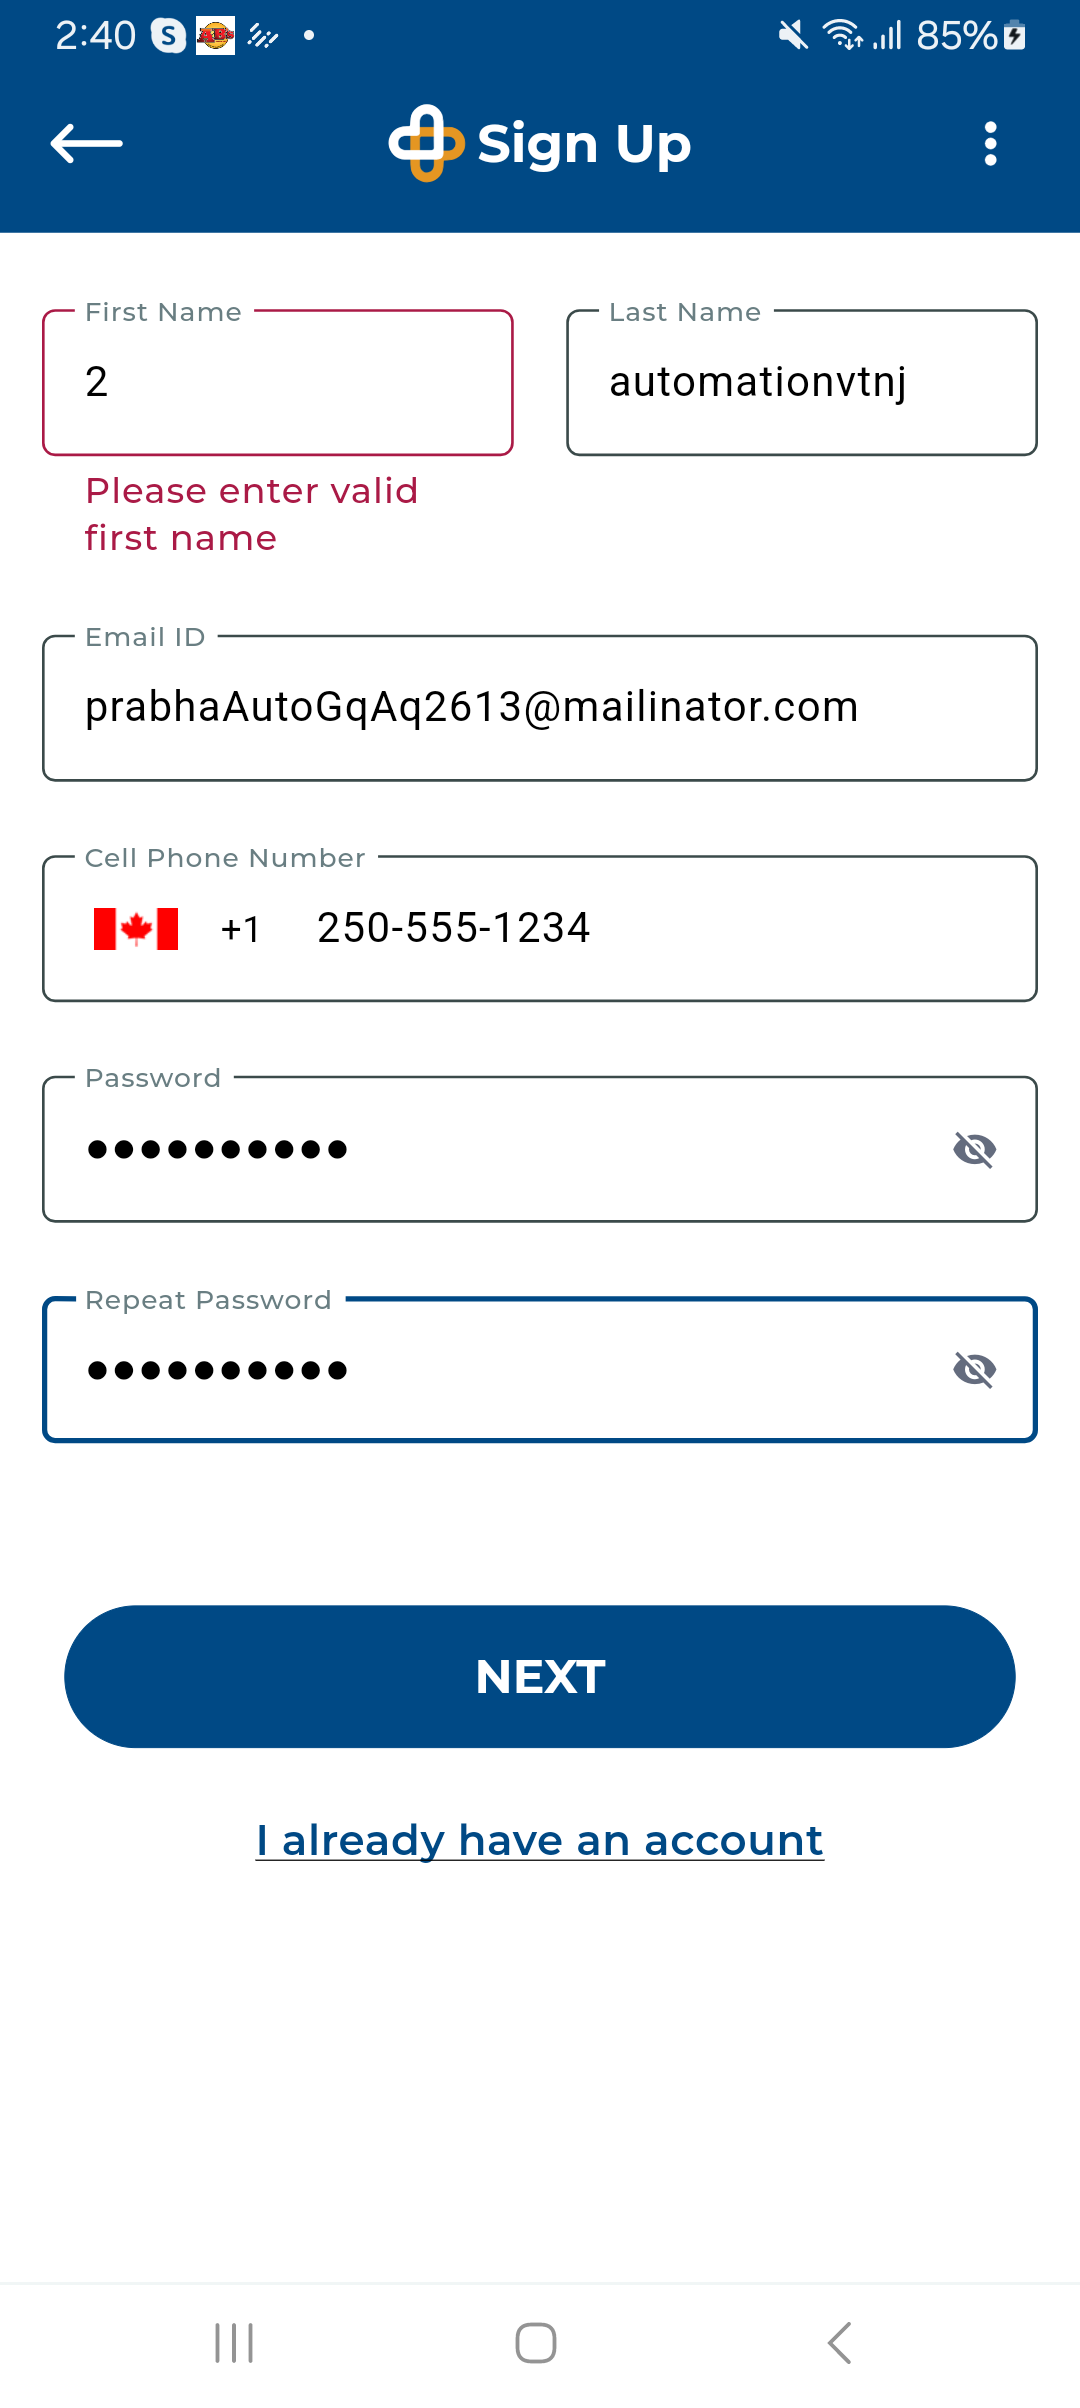 2:40 S 85%
Sign Up
First Name
Last Name
2
automationvtnj
Please enter valid
first name
Email ID
prabhaAutoGqAq2613@mailinator.com
Cell Phone Number
+1 250-555-1234
Password
••••••••••
Repeat Password
••••••••••
NEXT
I already have an account